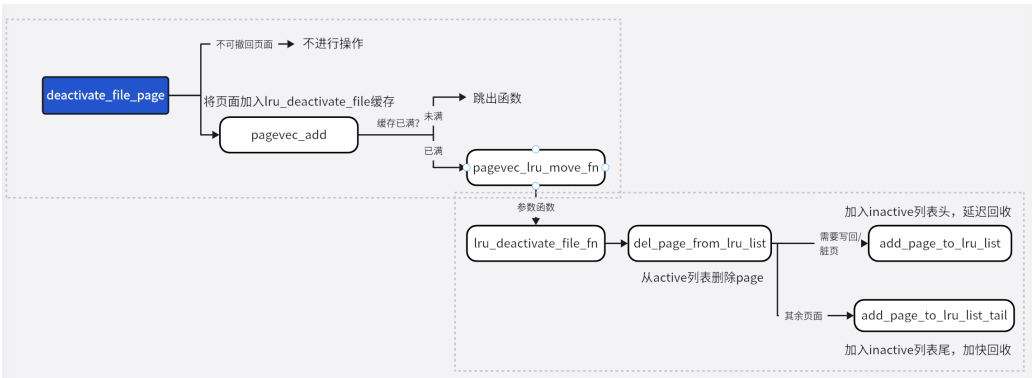 不可撤回页面
不进行操作
deactivate_file_page
将页面加入lru_deactivate_file缓存
pagevec_add
缓存已满?
未满
跳出函数
已满
pagevec_lru_move_fn
参数函数
加入inactive列表头，延迟回收
lru_deactivate_file_fn
del_page_from_lru_list
需要写回/
脏页
add_page_to_lru_list
从active列表删除page
其余页面
add_page_to_lru_list_tail
加入inactive列表尾，加快回收